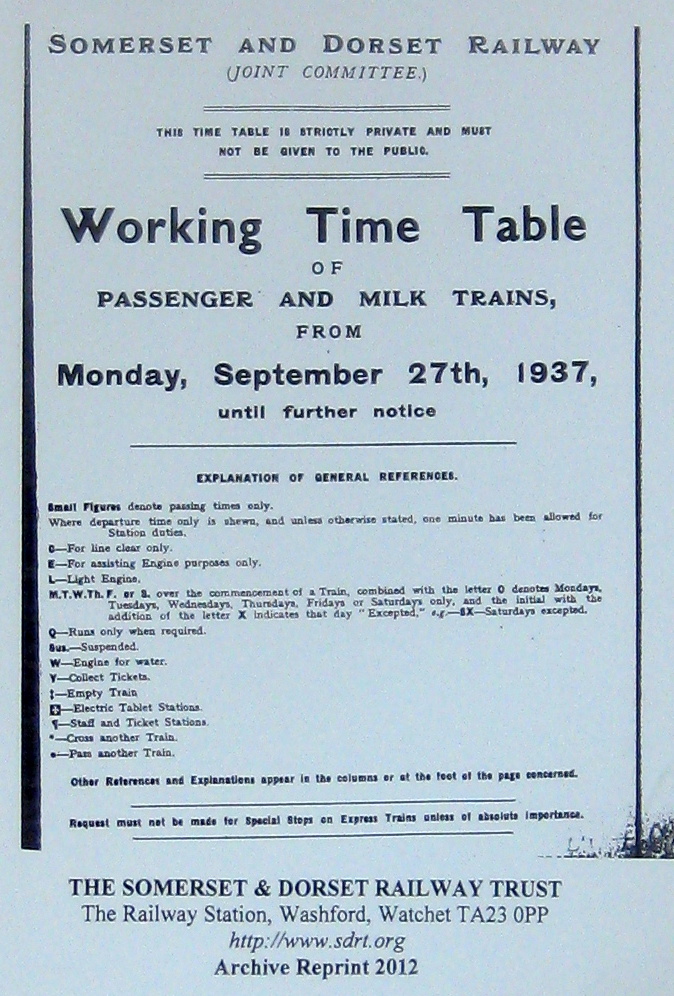 SOMERSET AND DORSET RAILWAY
(JOINT COMMITTEE.)
THIS TIME TABLE IS STRICTLY PRIVATE AND MUST
NOT BE GIVEN TO THE PUBLIC.
Working Time Table
OF
PASSENGER AND MILK TRAINS,
FROM
Monday, September 27th, 1937,
until further notice
EXPLANATION OF GENERAL REFERENCES.
Small Figures denote passing times only.
Where departure time only is shewn, and unless otherwise stated, one minute has been allowed for
Station duties.
C—For line clear only.
E—For assisting Engine purposes only.
L—Light Engine.
M.T.W.Th.F. or S. over the commencement of a Train, combined with the letter O denotes Mondays,
Tuesdays, Wednesdays, Thursdays, Fridays or Saturdays only, and the initial with the
addition of the letter X indicates that day "Excepted," e.g.—SX—Saturdays excepted.
Q—Runs only when required.
Sus.—Suspended.
W—Engine for water.
Y—Collect Tickets.
‡—Empty Train
—Electric Tablet Stations.
¶—Staff and Ticket Stations.
*—Cross another Train.
●—Pass another Train.
Other References and Explanations appear in the columns or at the foot of the page concerned.
Request must not be made for Special Stops on Express Trains unless of absolute importance.
THE SOMERSET & DORSET RAILWAY TRUST
The Railway Station, Washford, Watchet TA23 0PP
http://www.sdrt.org
Archive Reprint 2012